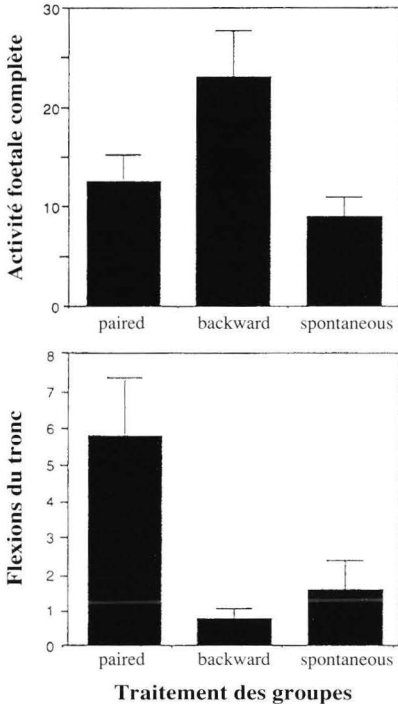 Activité foetale complète
30
20
10
0
paired backward spontaneous
Flexions du tronc
8
7
6
5
4
3
2
1
0
paired backward spontaneous
Traitement des groupes